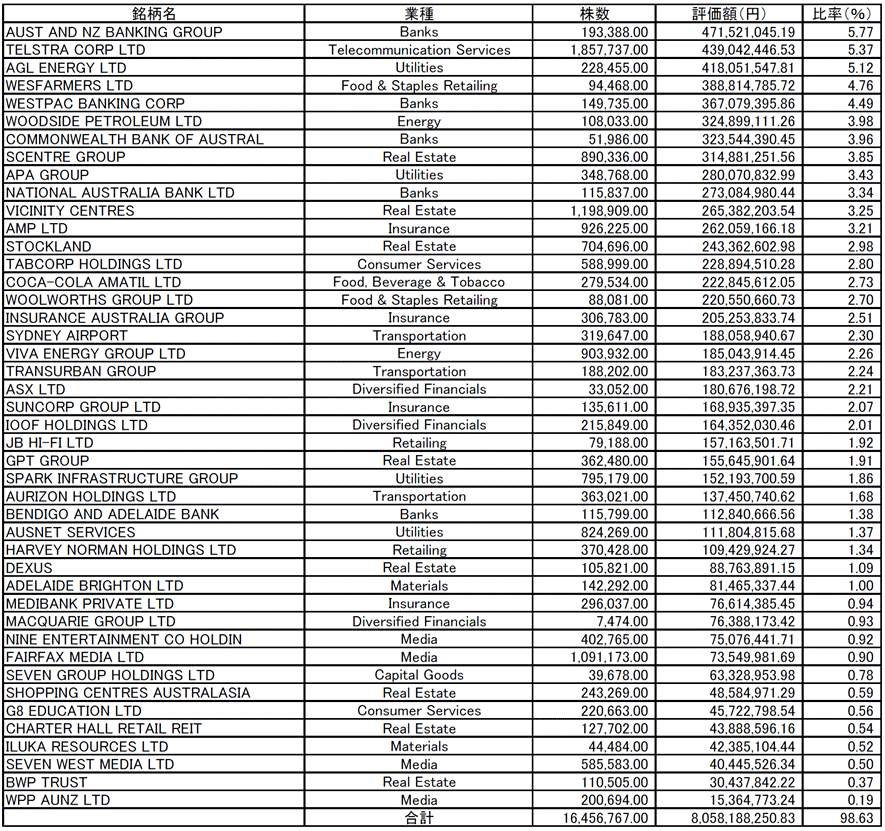 銘柄名 業種 株数 評価額(円) 比率(%)
AUST AND NZ BANKING GROUP Banks 193,388.00 471,521,045.19 5.77
TELSTRA CORP LTD Telecommunication Services 1,857,737.00 439,042,446.53 5.37
AGL ENERGY LTD Utilities 228,455.00 418,051,547.81 5.12
WESFARMERS LTD Food & Staples Retailing 94,468.00 388,814,785.72 4.76
WESTPAC BANKING CORP Banks 149,735.00 367,079,395.86 4.49
WOODSIDE PETROLEUM LTD Energy 108,033.00 324,899,111.26 3.98
COMMONWEALTH BANK OF AUSTRAL Banks 51,986.00 323,544,390.45 3.96
SCENTRE GROUP Real Estate 890,336.00 314,881,251.56 3.85
APA GROUP Utilities 348,768.00 280,070,832.99 3.43
NATIONAL AUSTRALIA BANK LTD Banks 115,837.00 273,084,980.44 3.34
VICINITY CENTRES Real Estate 1,198,909.00 265,382,203.54 3.25
AMP LTD Insurance 926,225.00 262,059,166.18 3.21
STOCKLAND Real Estate 704,696.00 243,362,602.98 2.98
TABCORP HOLDINGS LTD Consumer Services 588,999.00 228,894,510.28 2.80
COCA-COLA AMATIL LTD Food, Beverage & Tobacco 279,534.00 222,845,612.05 2.73
WOOLWORTHS GROUP LTD Food & Staples Retailing 88,081.00 220,550,660.73 2.70
INSURANCE AUSTRALIA GROUP Insurance 306,783.00 205,253,833.74 2.51
SYDNEY AIRPORT Transportation 319,647.00 188,058,940.67 2.30
VIVA ENERGY GROUP LTD Energy 903,932.00 185,043,914.45 2.26
TRANSURBAN GROUP Transportation 188,202.00 183,237,363.73 2.24
ASX LTD Diversified Financials 33,052.00 180,676,198.72 2.21
SUNCORP GROUP LTD Insurance 135,611.00 168,935,397.35 2.07
IOOF HOLDINGS LTD Diversified Financials 215,849.00 164,352,030.46 2.01
JB HI-FI LTD Retailing 79,188.00 157,163,501.71 1.92
GPT GROUP Real Estate 362,480.00 155,645,901.64 1.91
SPARK INFRASTRUCTURE GROUP Utilities 795,179.00 152,193,700.59 1.86
AURIZON HOLDINGS LTD Transportation 363,021.00 137,450,740.62 1.68
BENDIGO AND ADELAIDE BANK Banks 115,799.00 112,840,666.56 1.38
AUSNET SERVICES Utilities 824,269.00 111,804,815.68 1.37
HARVEY NORMAN HOLDINGS LTD Retailing 370,428.00 109,429,924.27 1.34
DEXUS Real Estate 105,821.00 88,763,891.15 1.09
ADELAIDE BRIGHTON LTD Materials 142,292.00 81,465,337.44 1.00
MEDIBANK PRIVATE LTD Insurance 296,037.00 76,614,385.45 0.94
MACQUARIE GROUP LTD Diversified Financials 7,474.00 76,388,173.42 0.93
NINE ENTERTAINMENT CO HOLDIN Media 402,765.00 75,076,441.71 0.92
FAIRFAX MEDIA LTD Media 1,091,173.00 73,549,981.69 0.90
SEVEN GROUP HOLDINGS LTD Capital Goods 39,678.00 63,328,953.98 0.78
SHOPPING CENTRES AUSTRALASIA Real Estate 243,269.00 48,584,971.29 0.59
G8 EDUCATION LTD Consumer Services 220,663.00 45,722,798.54 0.56
CHARTER HALL RETAIL REIT Real Estate 127,702.00 43,888,596.16 0.54
ILUKA RESOURCES LTD Materials 44,484.00 42,385,104.44 0.52
SEVEN WEST MEDIA LTD Media 585,583.00 40,445,526.34 0.50
BWP TRUST Real Estate 110,505.00 30,437,842.22 0.37
WPP AUNZ LTD Media 200,694.00 15,364,773.24 0.19
合計 16,456,767.00 8,058,188,250.83 98.63